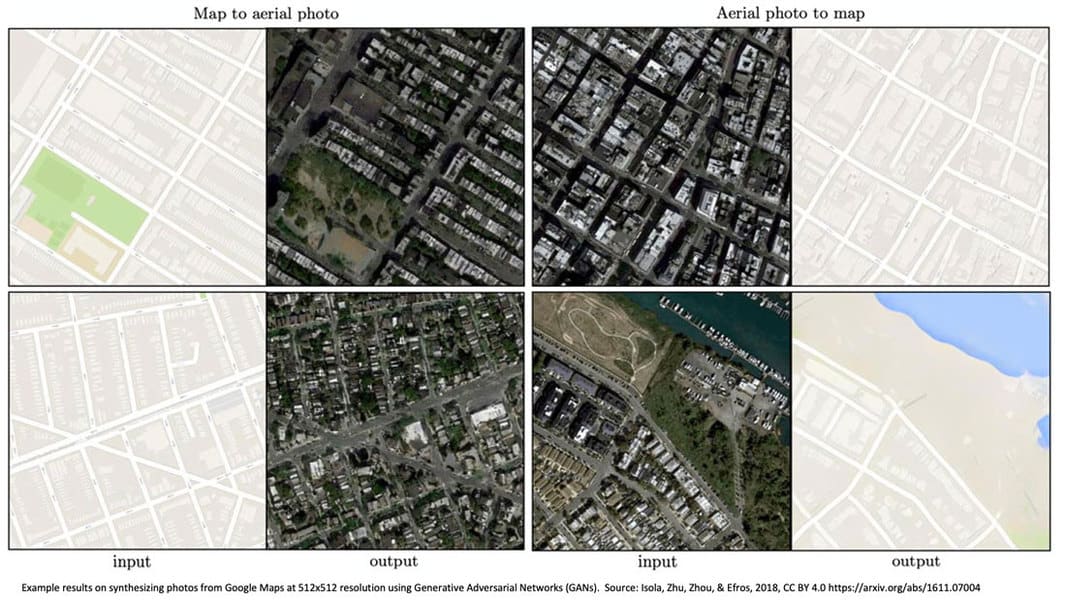 Map to aerial photo
Aerial photo to map
input
output
input
output
Example results on synthesizing photos from Google Maps at 512x512 resolution using Generative Adversarial Networks (GANs).  Source: Isola, Zhu, Zhou, & Efros, 2018, CC BY 4.0 https://arxiv.org/abs/1611.07004